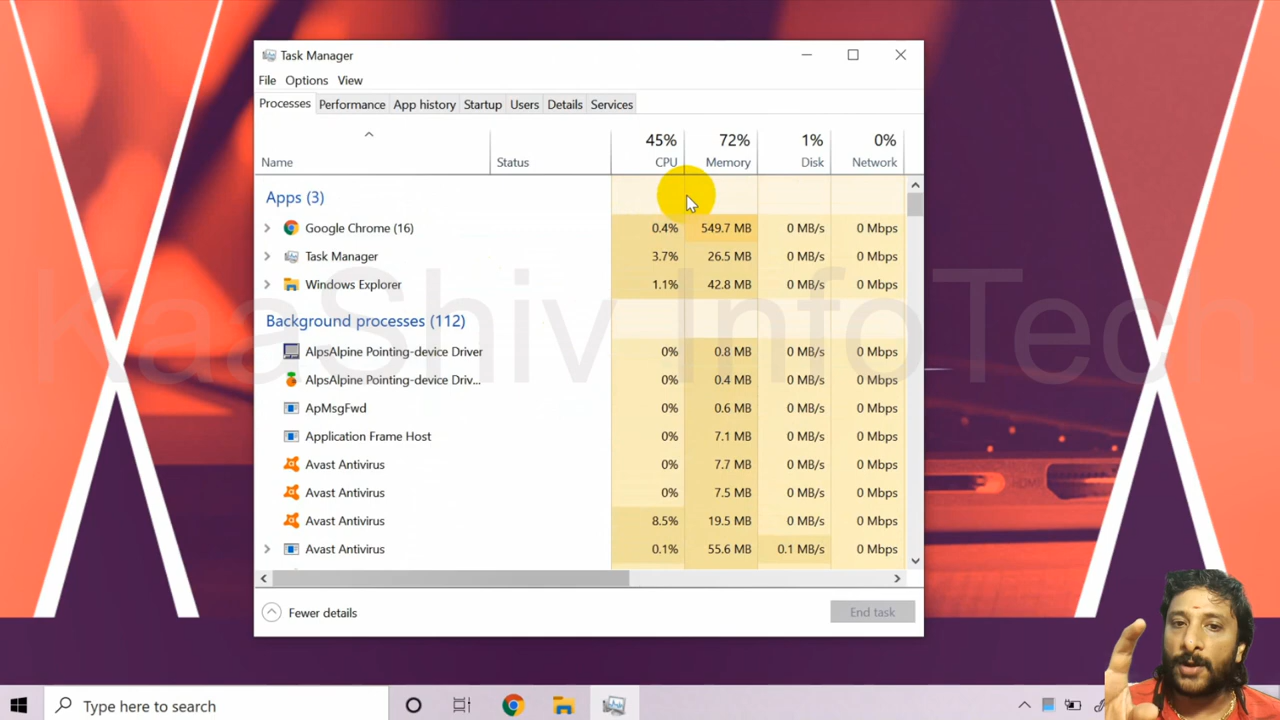 Task Manager
File Options View
Processes Performance App history Startup Users Details Services
45% 72% 1% 0%
Name Status CPU Memory Disk Network
Apps (3)
Google Chrome (16) 0.4% 549.7 MB 0 MB/s 0 Mbps
Task Manager 3.7% 26.5 MB 0 MB/s 0 Mbps
Windows Explorer 1.1% 42.8 MB 0 MB/s 0 Mbps
KaaShiv InfoTech
Background processes (112)
AlpsAlpine Pointing-device Driver 0% 0.8 MB 0 MB/s 0 Mbps
AlpsAlpine Pointing-device Driv... 0% 0.4 MB 0 MB/s 0 Mbps
ApMsgFwd 0% 0.6 MB 0 MB/s 0 Mbps
Application Frame Host 0% 7.1 MB 0 MB/s 0 Mbps
Avast Antivirus 0% 7.7 MB 0 MB/s 0 Mbps
Avast Antivirus 0% 7.5 MB 0 MB/s 0 Mbps
Avast Antivirus 8.5% 19.5 MB 0 MB/s 0 Mbps
Avast Antivirus 0.1% 55.6 MB 0.1 MB/s 0 Mbps
Fewer details End task
Type here to search